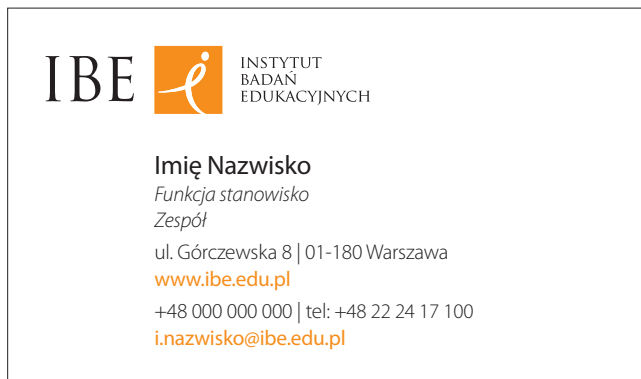 IBE
INSTYTUT
BADAŃ
EDUKACYJNYCH
Imię Nazwisko
Funkcja stanowisko
Zespół
ul. Górczewska 8 | 01-180 Warszawa
www.ibe.edu.pl
+48 000 000 000 | tel: +48 22 24 17 100
i.nazwisko@ibe.edu.pl